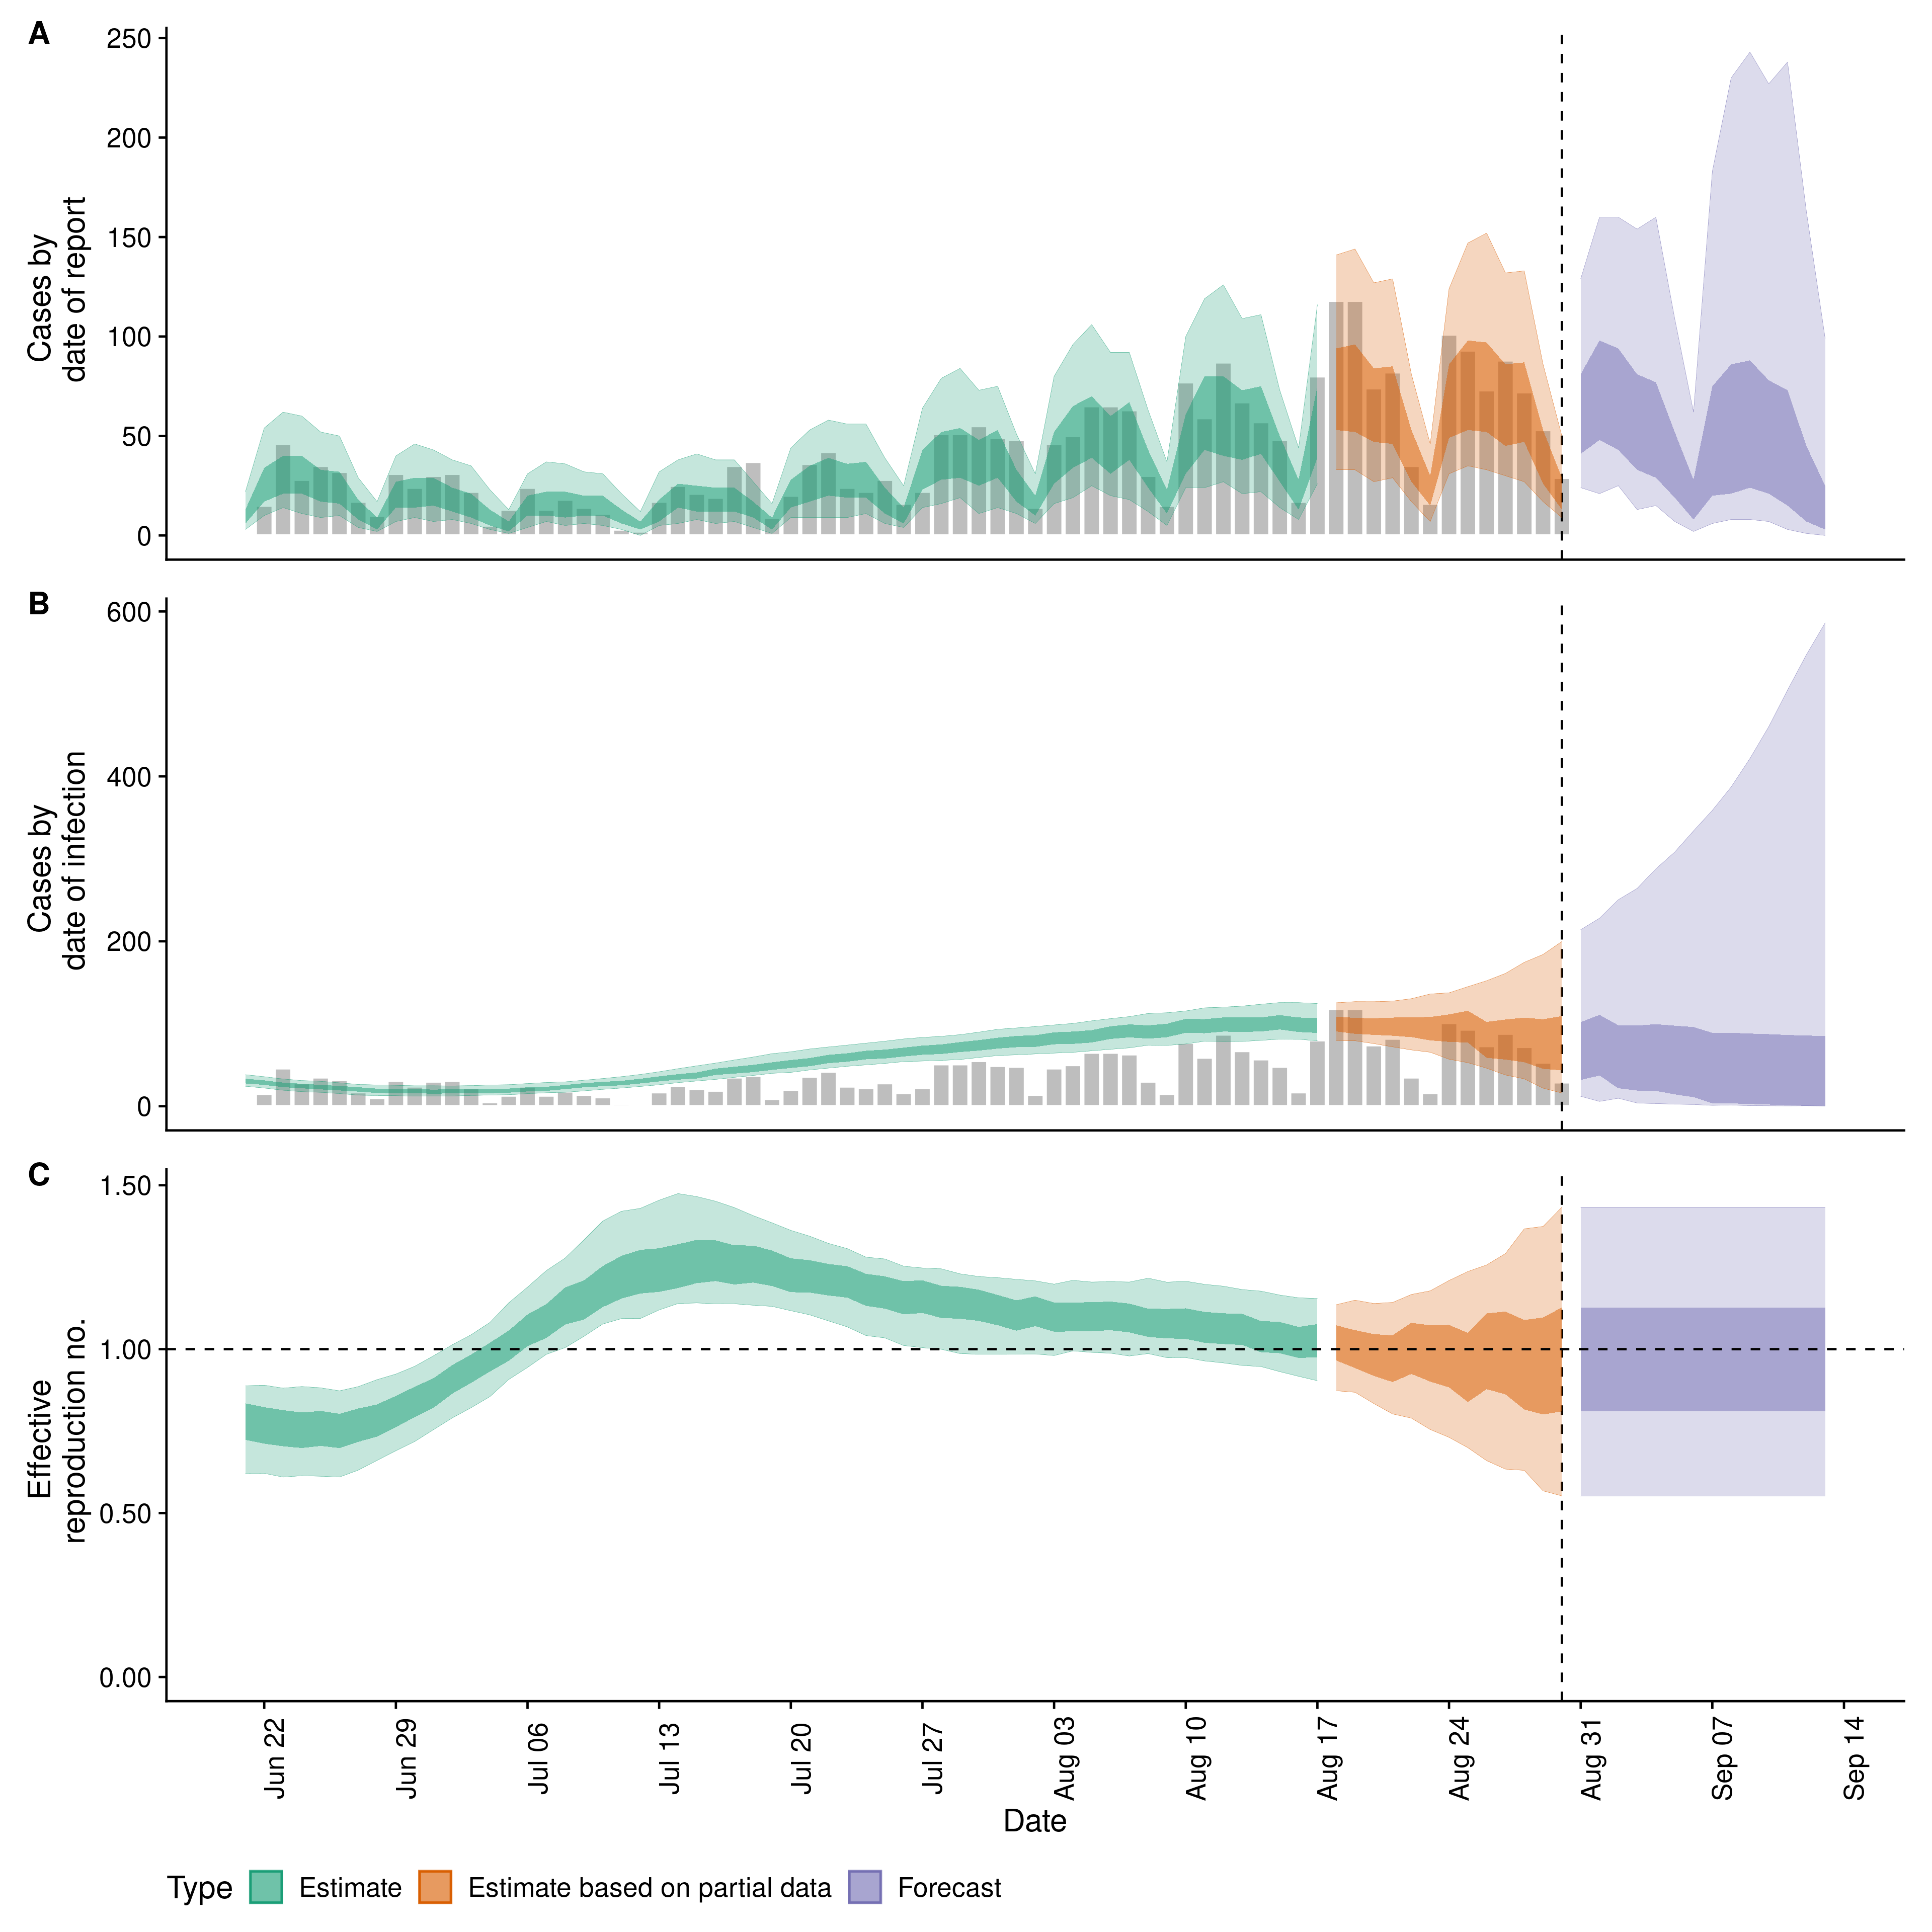 A
Cases by
date of report
250
200
150
100
50
0
B
Cases by
date of infection
600
400
200
0
C
Effective
reproduction no.
1.50
1.00
0.50
0.00
Jun 22
Jun 29
Jul 06
Jul 13
Jul 20
Jul 27
Aug 03
Aug 10
Aug 17
Aug 24
Aug 31
Sep 07
Sep 14
Date
Type Estimate Estimate based on partial data Forecast